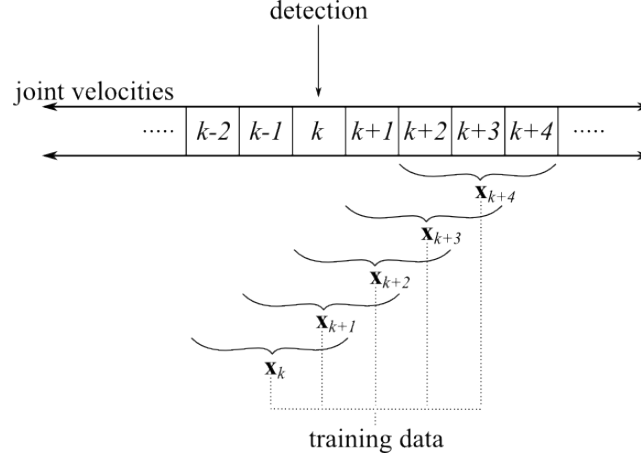 detection
joint velocities
..... k-2 k-1 k k+1 k+2 k+3 k+4 .....
x_{k+4}
x_{k+3}
x_{k+2}
x_{k+1}
x_k
training data